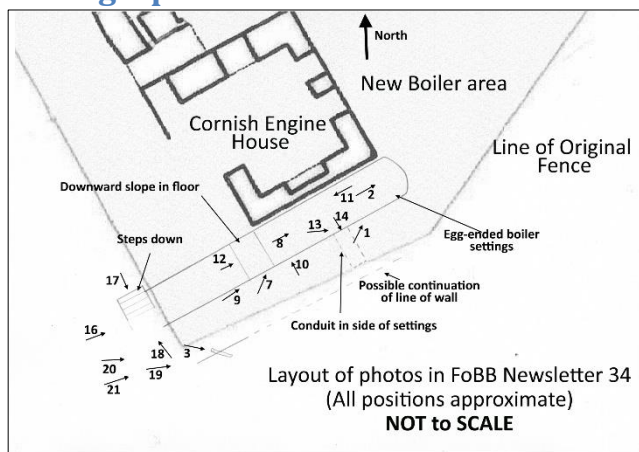 North
New Boiler area
Cornish Engine
House
Line of Original
Fence
Downward slope in floor
Steps down
11
2
14
13
8
1
12
10
7
9
17
16
18
3
20
19
21
Egg-ended boiler
settings
Possible continuation
of line of wall
Conduit in side of settings
Layout of photos in FoBB Newsletter 34
(All positions approximate)
NOT to SCALE